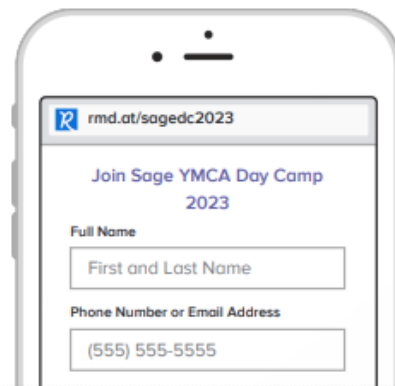 rmd.at/sagedc2023
Join Sage YMCA Day Camp
2023
Full Name
First and Last Name
Phone Number or Email Address
(555) 555-5555